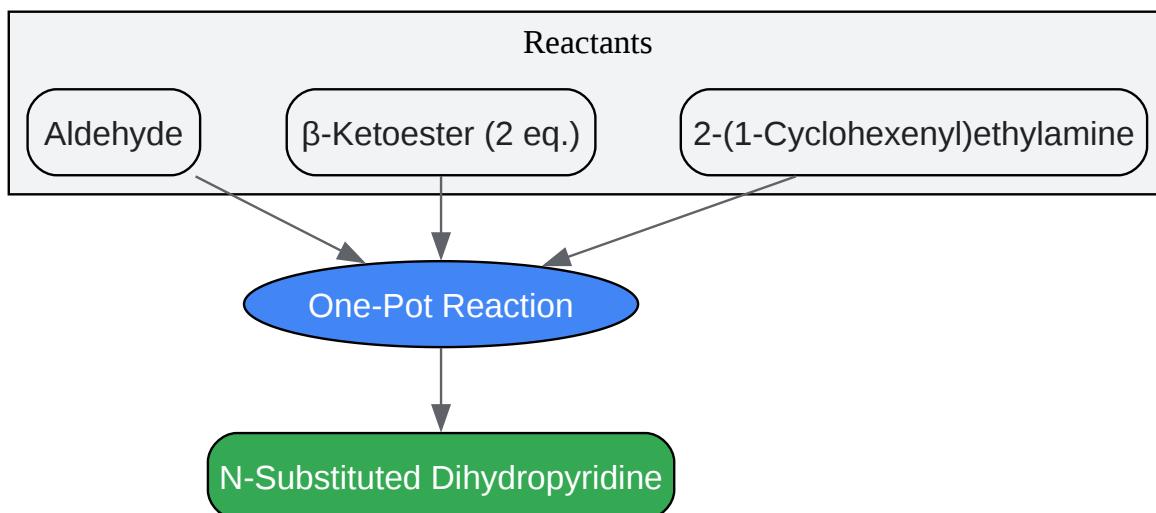 Reactants
Aldehyde
β-Ketoester (2 eq.)
2-(1-Cyclohexenyl)ethylamine
One-Pot Reaction
N-Substituted Dihydropyridine